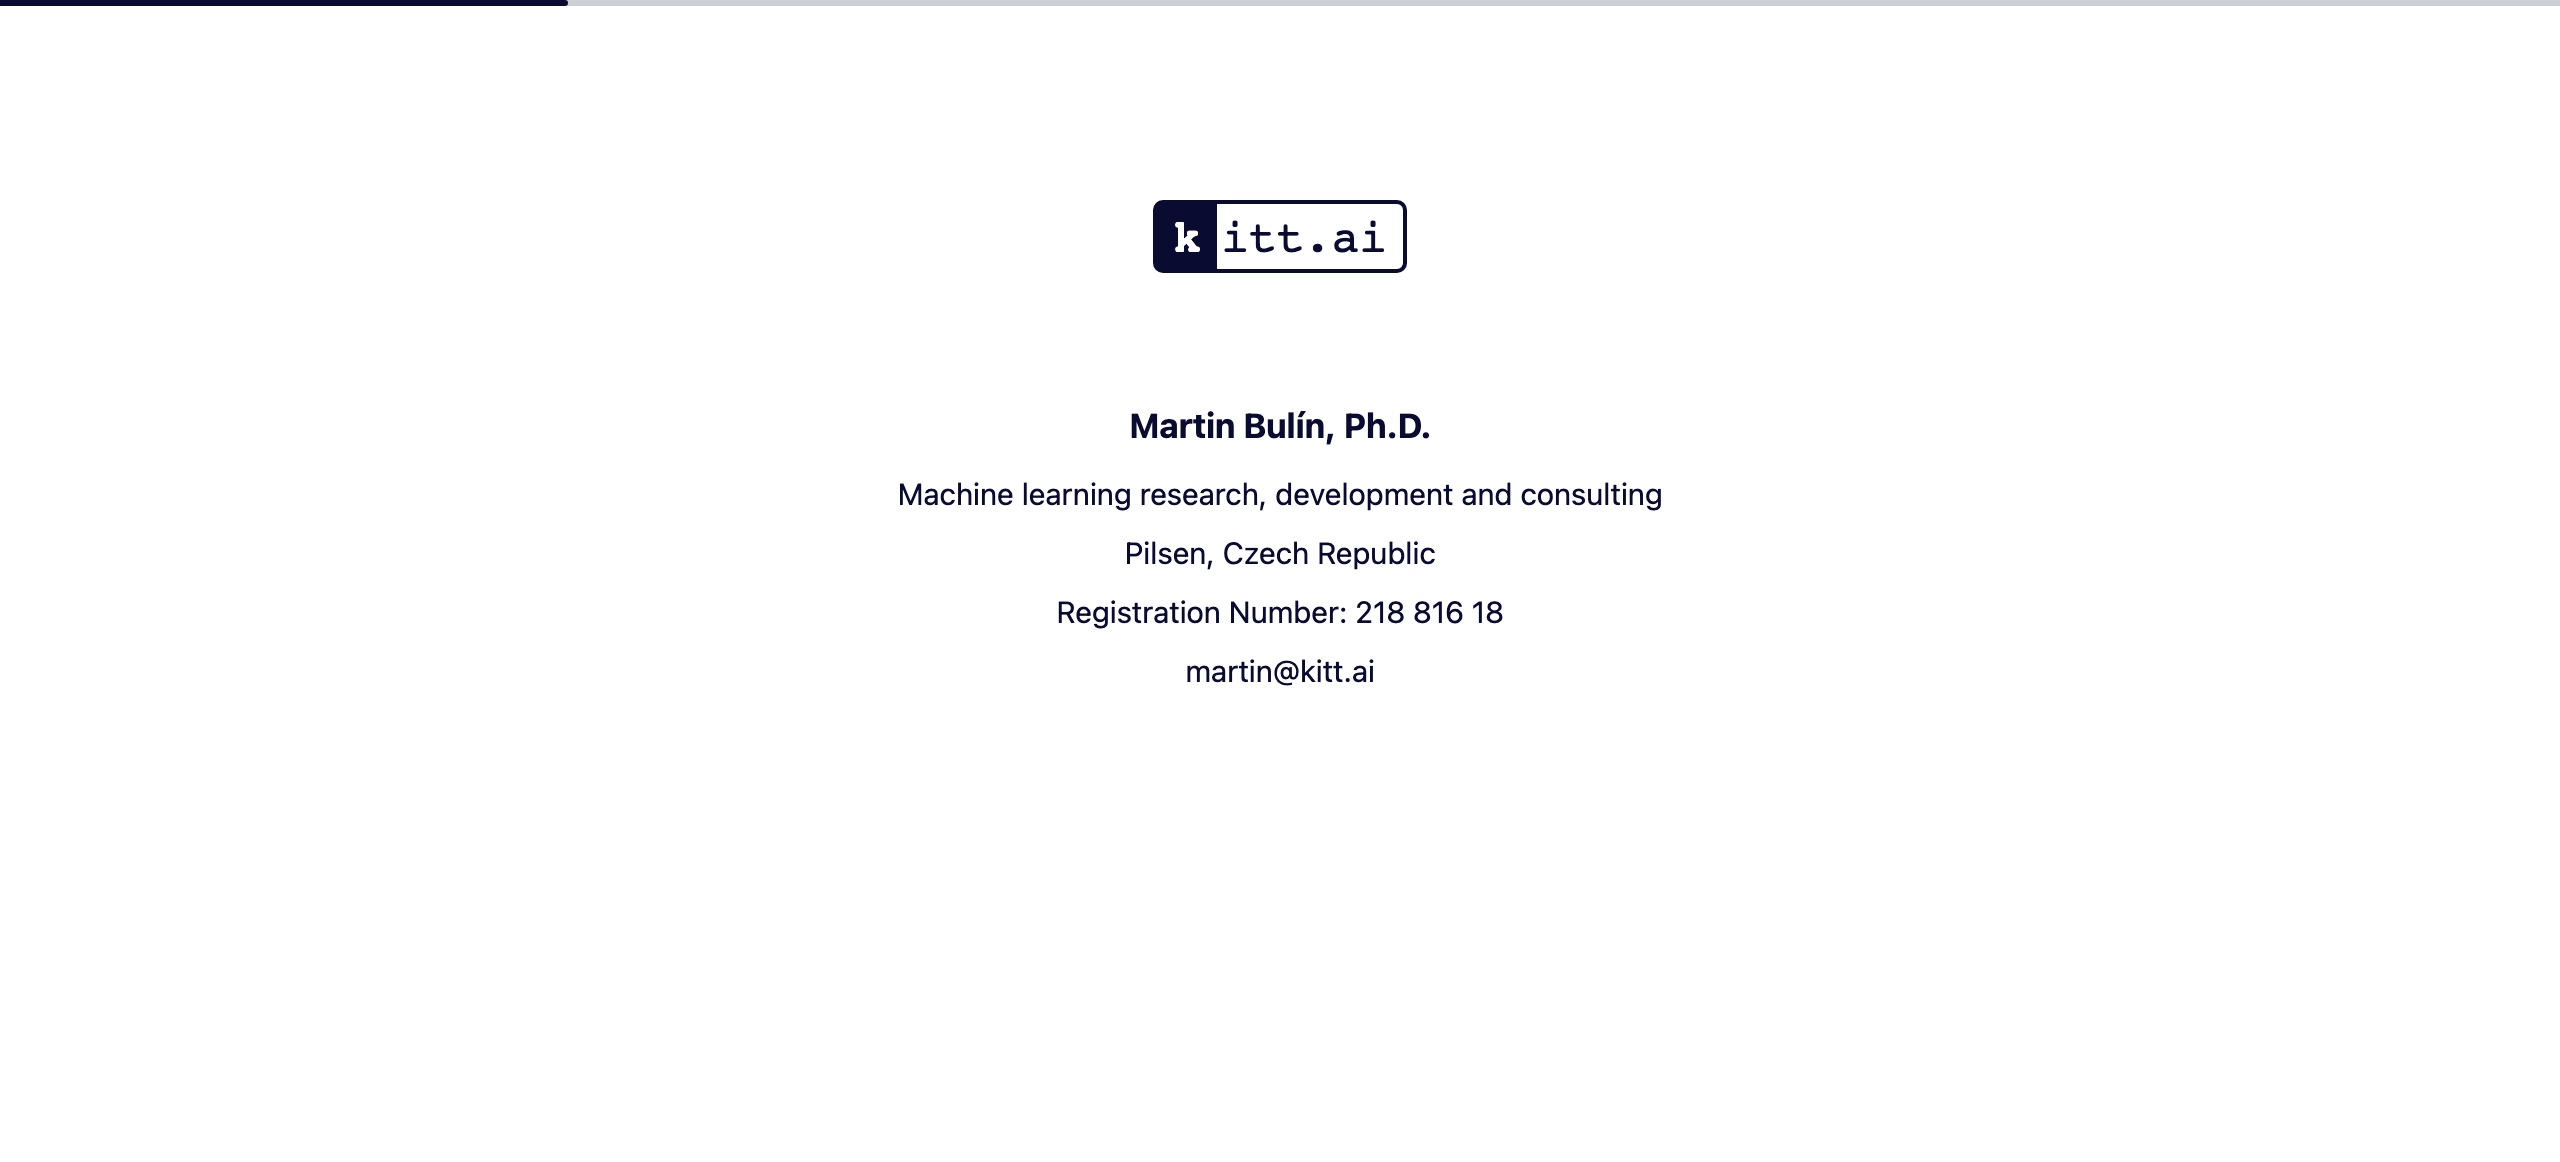 kitt.ai
Martin Bulín, Ph.D.
Machine learning research, development and consulting
Pilsen, Czech Republic
Registration Number: 218 816 18
martin@kitt.ai